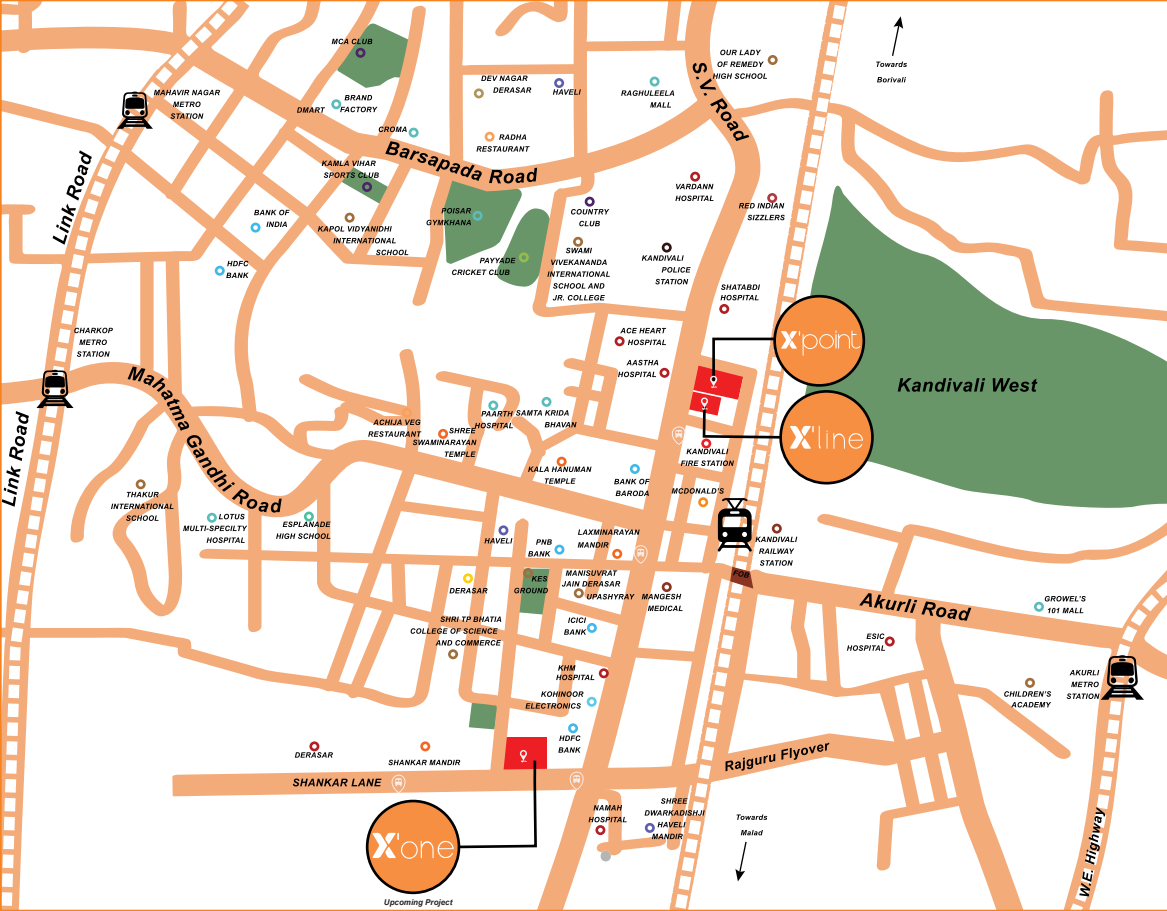 MCA CLUB
OUR LADY
OF REMEDY
HIGH SCHOOL
Towards
Borivali
MAHAVIR NAGAR
METRO
STATION
DMART
BRAND
FACTORY
DEV NAGAR
DERASAR
HAVELI
RAGHULEELA
MALL
S.V. Road
CROMA
RADHA
RESTAURANT
Barsapada Road
Link Road
KAMLA VIHAR
SPORTS CLUB
VARDANN
HOSPITAL
RED INDIAN
SIZZLERS
BANK OF
INDIA
KAPOL VIDYANIDHI
INTERNATIONAL
SCHOOL
POISAR
GYMKHANA
COUNTRY
CLUB
HDFC
BANK
PAYYADE
CRICKET CLUB
SWAMI
VIVEKANANDA
INTERNATIONAL
SCHOOL AND
JR. COLLEGE
KANDIVALI
POLICE
STATION
SHATABDI
HOSPITAL
CHARKOP
METRO
STATION
ACE HEART
HOSPITAL
AASTHA
HOSPITAL
X'point
Kandivali West
Mahatma Gandhi Road
Link Road
ACHIJA VEG
RESTAURANT
SHREE
SWAMINARAYAN
TEMPLE
PAARTH
HOSPITAL
SAMTA KRIDA
BHAVAN
X'line
KANDIVALI
FIRE STATION
KALA HANUMAN
TEMPLE
BANK OF
BARODA
MCDONALD'S
THAKUR
INTERNATIONAL
SCHOOL
LOTUS
MULTI-SPECILTY
HOSPITAL
ESPLANADE
HIGH SCHOOL
HAVELI
PNB
BANK
LAXMINARAYAN
MANDIR
KANDIVALI
RAILWAY
STATION
FOB
DERASAR
KES
GROUND
MANISUVRAT
JAIN DERASAR
UPASHYRAY
MANGESH
MEDICAL
Akurli Road
GROWEL'S
101 MALL
SHRI TP BHATIA
COLLEGE OF SCIENCE
AND COMMERCE
ICICI
BANK
ESIC
HOSPITAL
KHM
HOSPITAL
KOHINOOR
ELECTRONICS
CHILDREN'S
ACADEMY
AKURLI
METRO
STATION
HDFC
BANK
DERASAR
SHANKAR MANDIR
Rajguru Flyover
SHANKAR LANE
NAMAH
HOSPITAL
SHREE
DWARKADISHJI
HAVELI
MANDIR
Towards
Malad
X'one
Upcoming Project
W.E. Highway